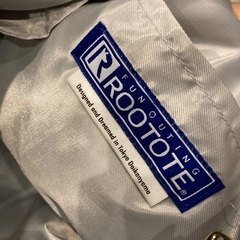 R
FUN OUTING
ROOTOTE®
Designed and Dreamed in Tokyo Daikanyama